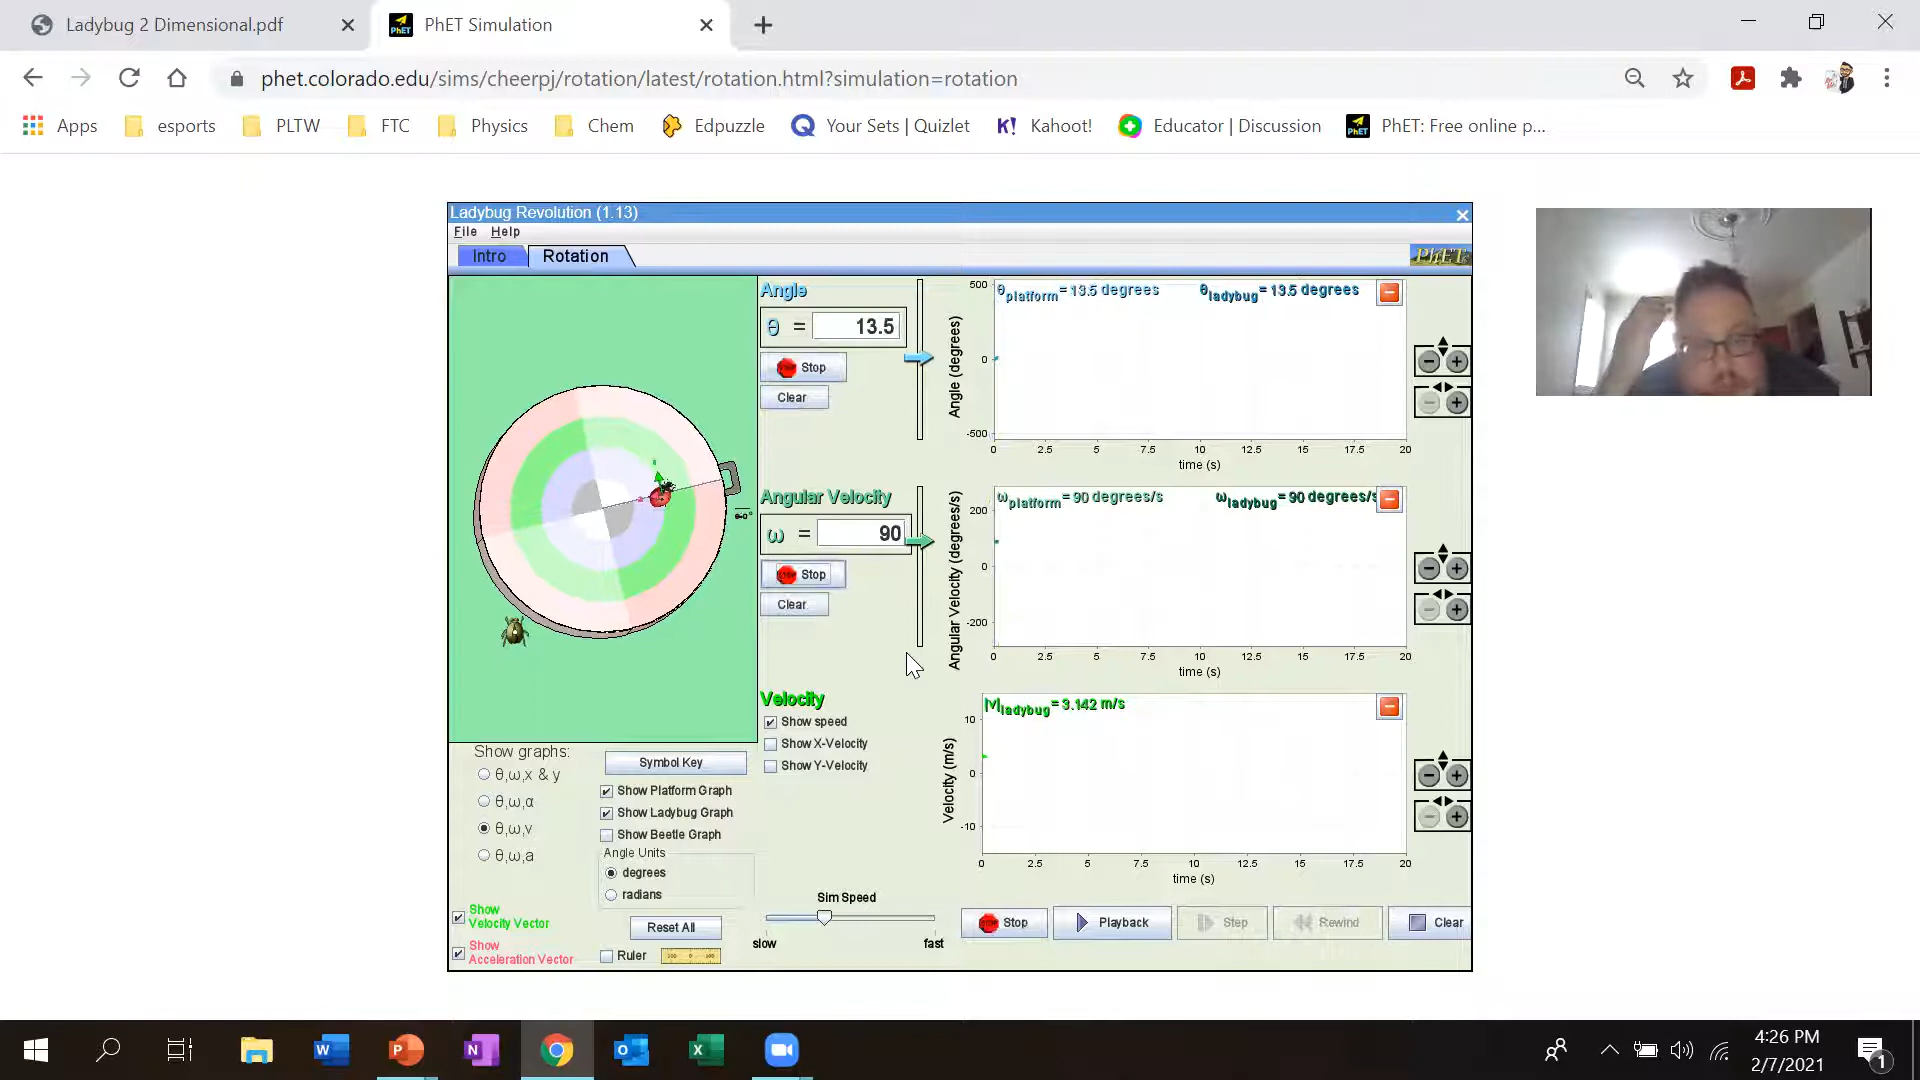 Ladybug 2 Dimensional.pdf
PhET Simulation
phet.colorado.edu/sims/cheerpj/rotation/latest/rotation.html?simulation=rotation
Apps esports PLTW FTC Physics Chem Edpuzzle Your Sets | Quizlet Kahoot! Educator | Discussion PhET: Free online p...
Ladybug Revolution (1.13)
File Help
Intro Rotation
PhET
Angle
θ = 13.5
Stop
Clear
Angle (degrees)
500
0
-500
θplatform = 13.5 degrees θladybug = 13.5 degrees
0 2.5 5 7.5 10 12.5 15 17.5 20
time (s)
Angular Velocity
ω = 90
Stop
Clear
Angular Velocity (degrees/s)
200
0
-200
ωplatform = 90 degrees/s ωladybug = 90 degrees/s
0 2.5 5 7.5 10 12.5 15 17.5 20
time (s)
Velocity
Show speed
Show X-Velocity
Show Y-Velocity
Velocity (m/s)
10
0
-10
|v|ladybug = 3.142 m/s
0 2.5 5 7.5 10 12.5 15 17.5 20
time (s)
Show graphs:
θ,ω,x & y
θ,ω,α
θ,ω,v
θ,ω,a
Show
Velocity Vector
Show
Acceleration Vector
Symbol Key
Show Platform Graph
Show Ladybug Graph
Show Beetle Graph
Angle Units
degrees
radians
Reset All
Ruler
Sim Speed
slow fast
Stop Playback Step Rewind Clear
4:26 PM
2/7/2021
1